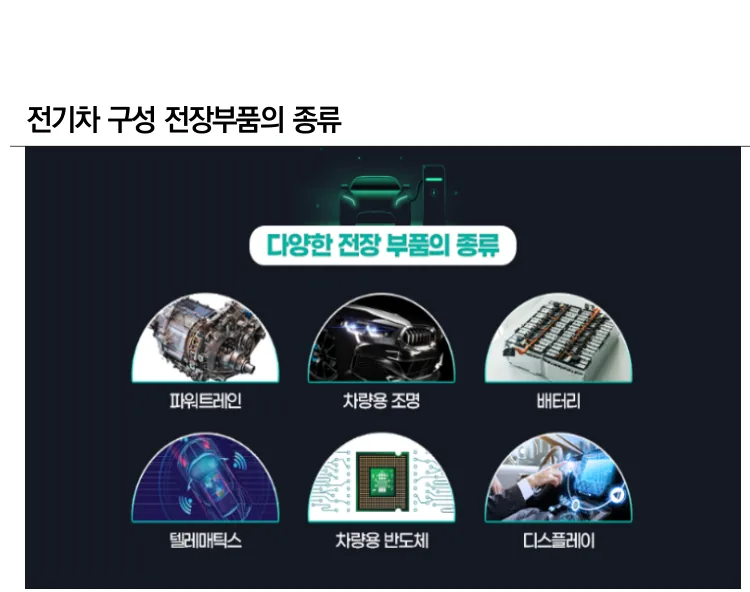 전기차 구성 전장부품의 종류
다양한 전장 부품의 종류
파워트레인
차량용 조명
배터리
텔레매틱스
차량용 반도체
디스플레이